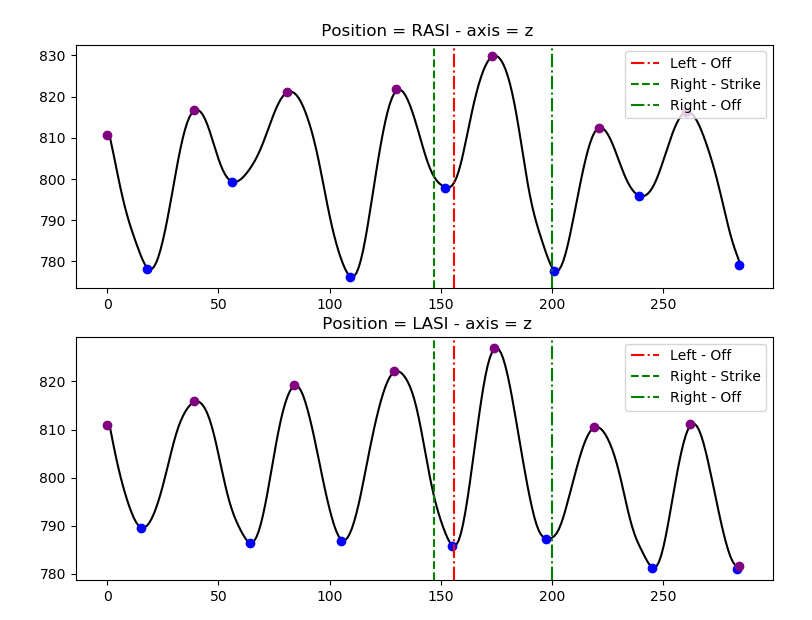 Position = RASI - axis = z
830
820
810
800
790
780
Left - Off
Right - Strike
Right - Off
0 50 100 150 200 250
Position = LASI - axis = z
820
810
800
790
780
Left - Off
Right - Strike
Right - Off
0 50 100 150 200 250